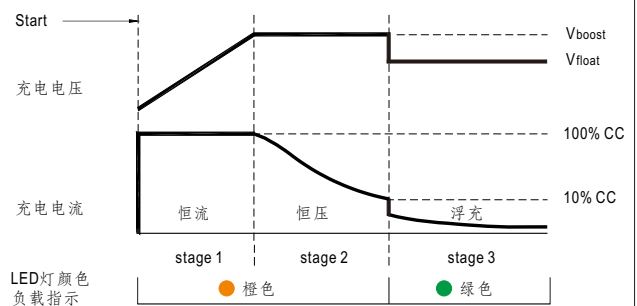 Start
Vboost
Vfloat
充电电压
100% CC
10% CC
充电电流
恒流
恒压
浮充
stage 1
stage 2
stage 3
LED灯颜色
负载指示
橙色
绿色